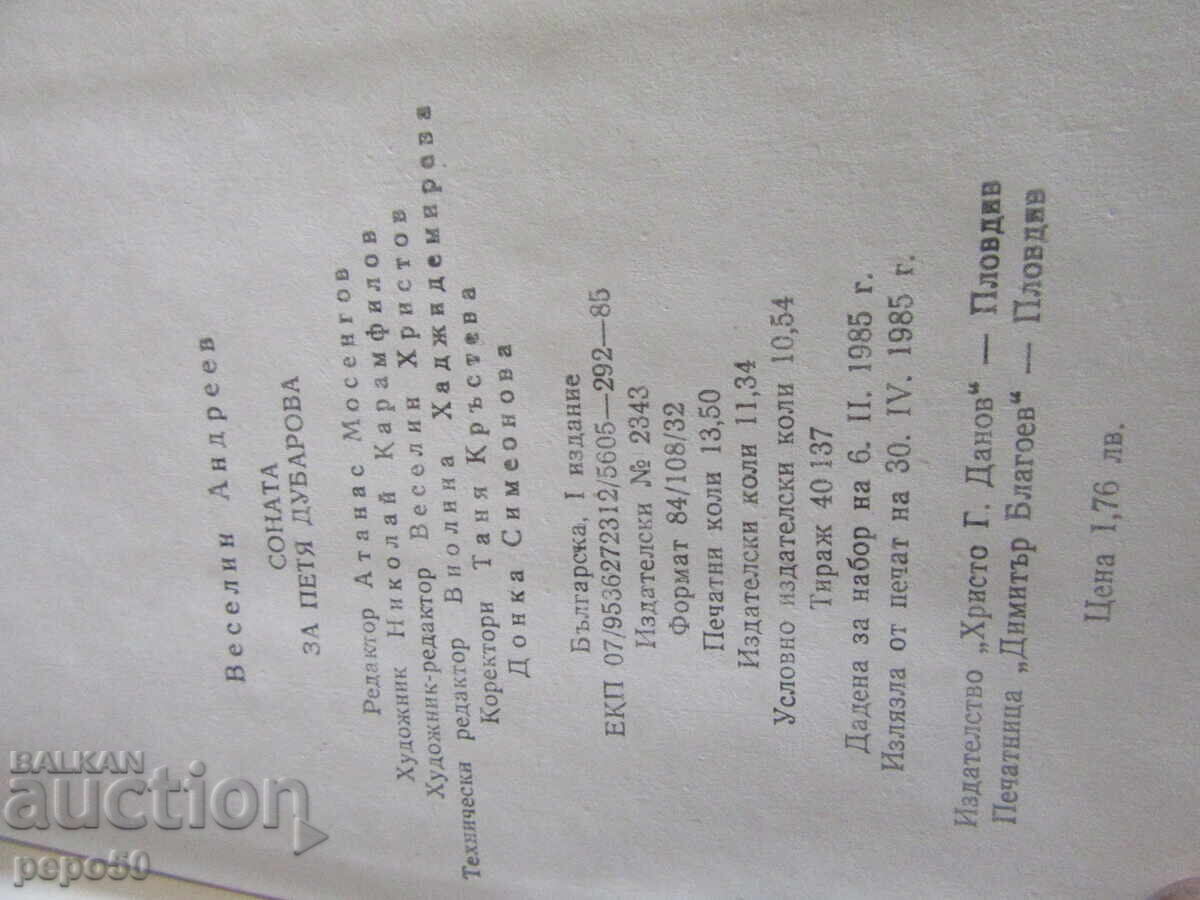 Веселин Андреев
СОНАТА
ЗА ПЕТЯ ДУБАРОВА
Редактор Атанас Мосенгов
Художник Николай Карамфилов
Художник-редактор Веселин Христов
Технически редактор Виолина Хаджидемирова
Коректори Таня Кръстева
Донка Симеонова
Българска, I издание
ЕКП 07/9536272312/5605—292—85
Издателски № 2343
Формат 84/108/32
Печатни коли 13,50
Издателски коли 11,34
Условно издателски коли 10,54
Тираж 40 137
Дадена за набор на 6. II. 1985 г.
Излязла от печат на 30. IV. 1985 г.
Издателство „Христо Г. Данов“ — Пловдив
Печатница „Димитър Благоев“ — Пловдив
Цена 1,76 лв.
BALKAN
auction
pepo50